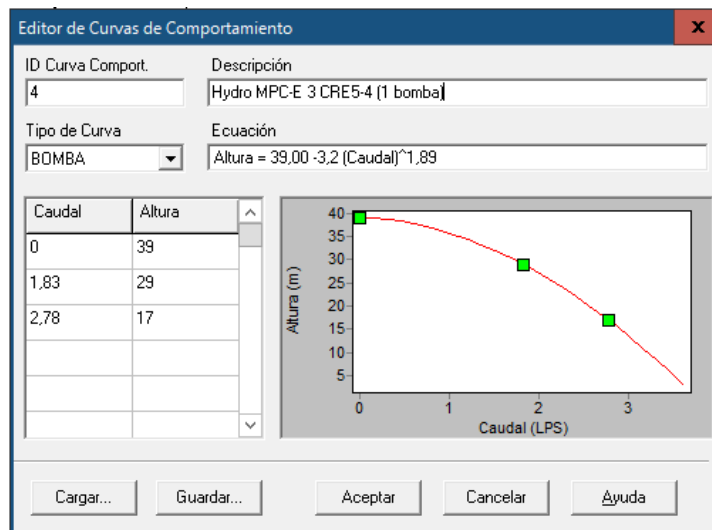 Editor de Curvas de Comportamiento
x
ID Curva Comport.
Descripción
4
Hydro MPC-E 3 CRE5-4 (1 bomba)
Tipo de Curva
Ecuación
BOMBA
Altura = 39,00 -3,2 (Caudal)^1,89
Caudal Altura
0 39
1,83 29
2,78 17
40
35
30
25
20
15
10
5
Altura (m)
0 1 2 3
Caudal (LPS)
Cargar... Guardar... Aceptar Cancelar Ayuda